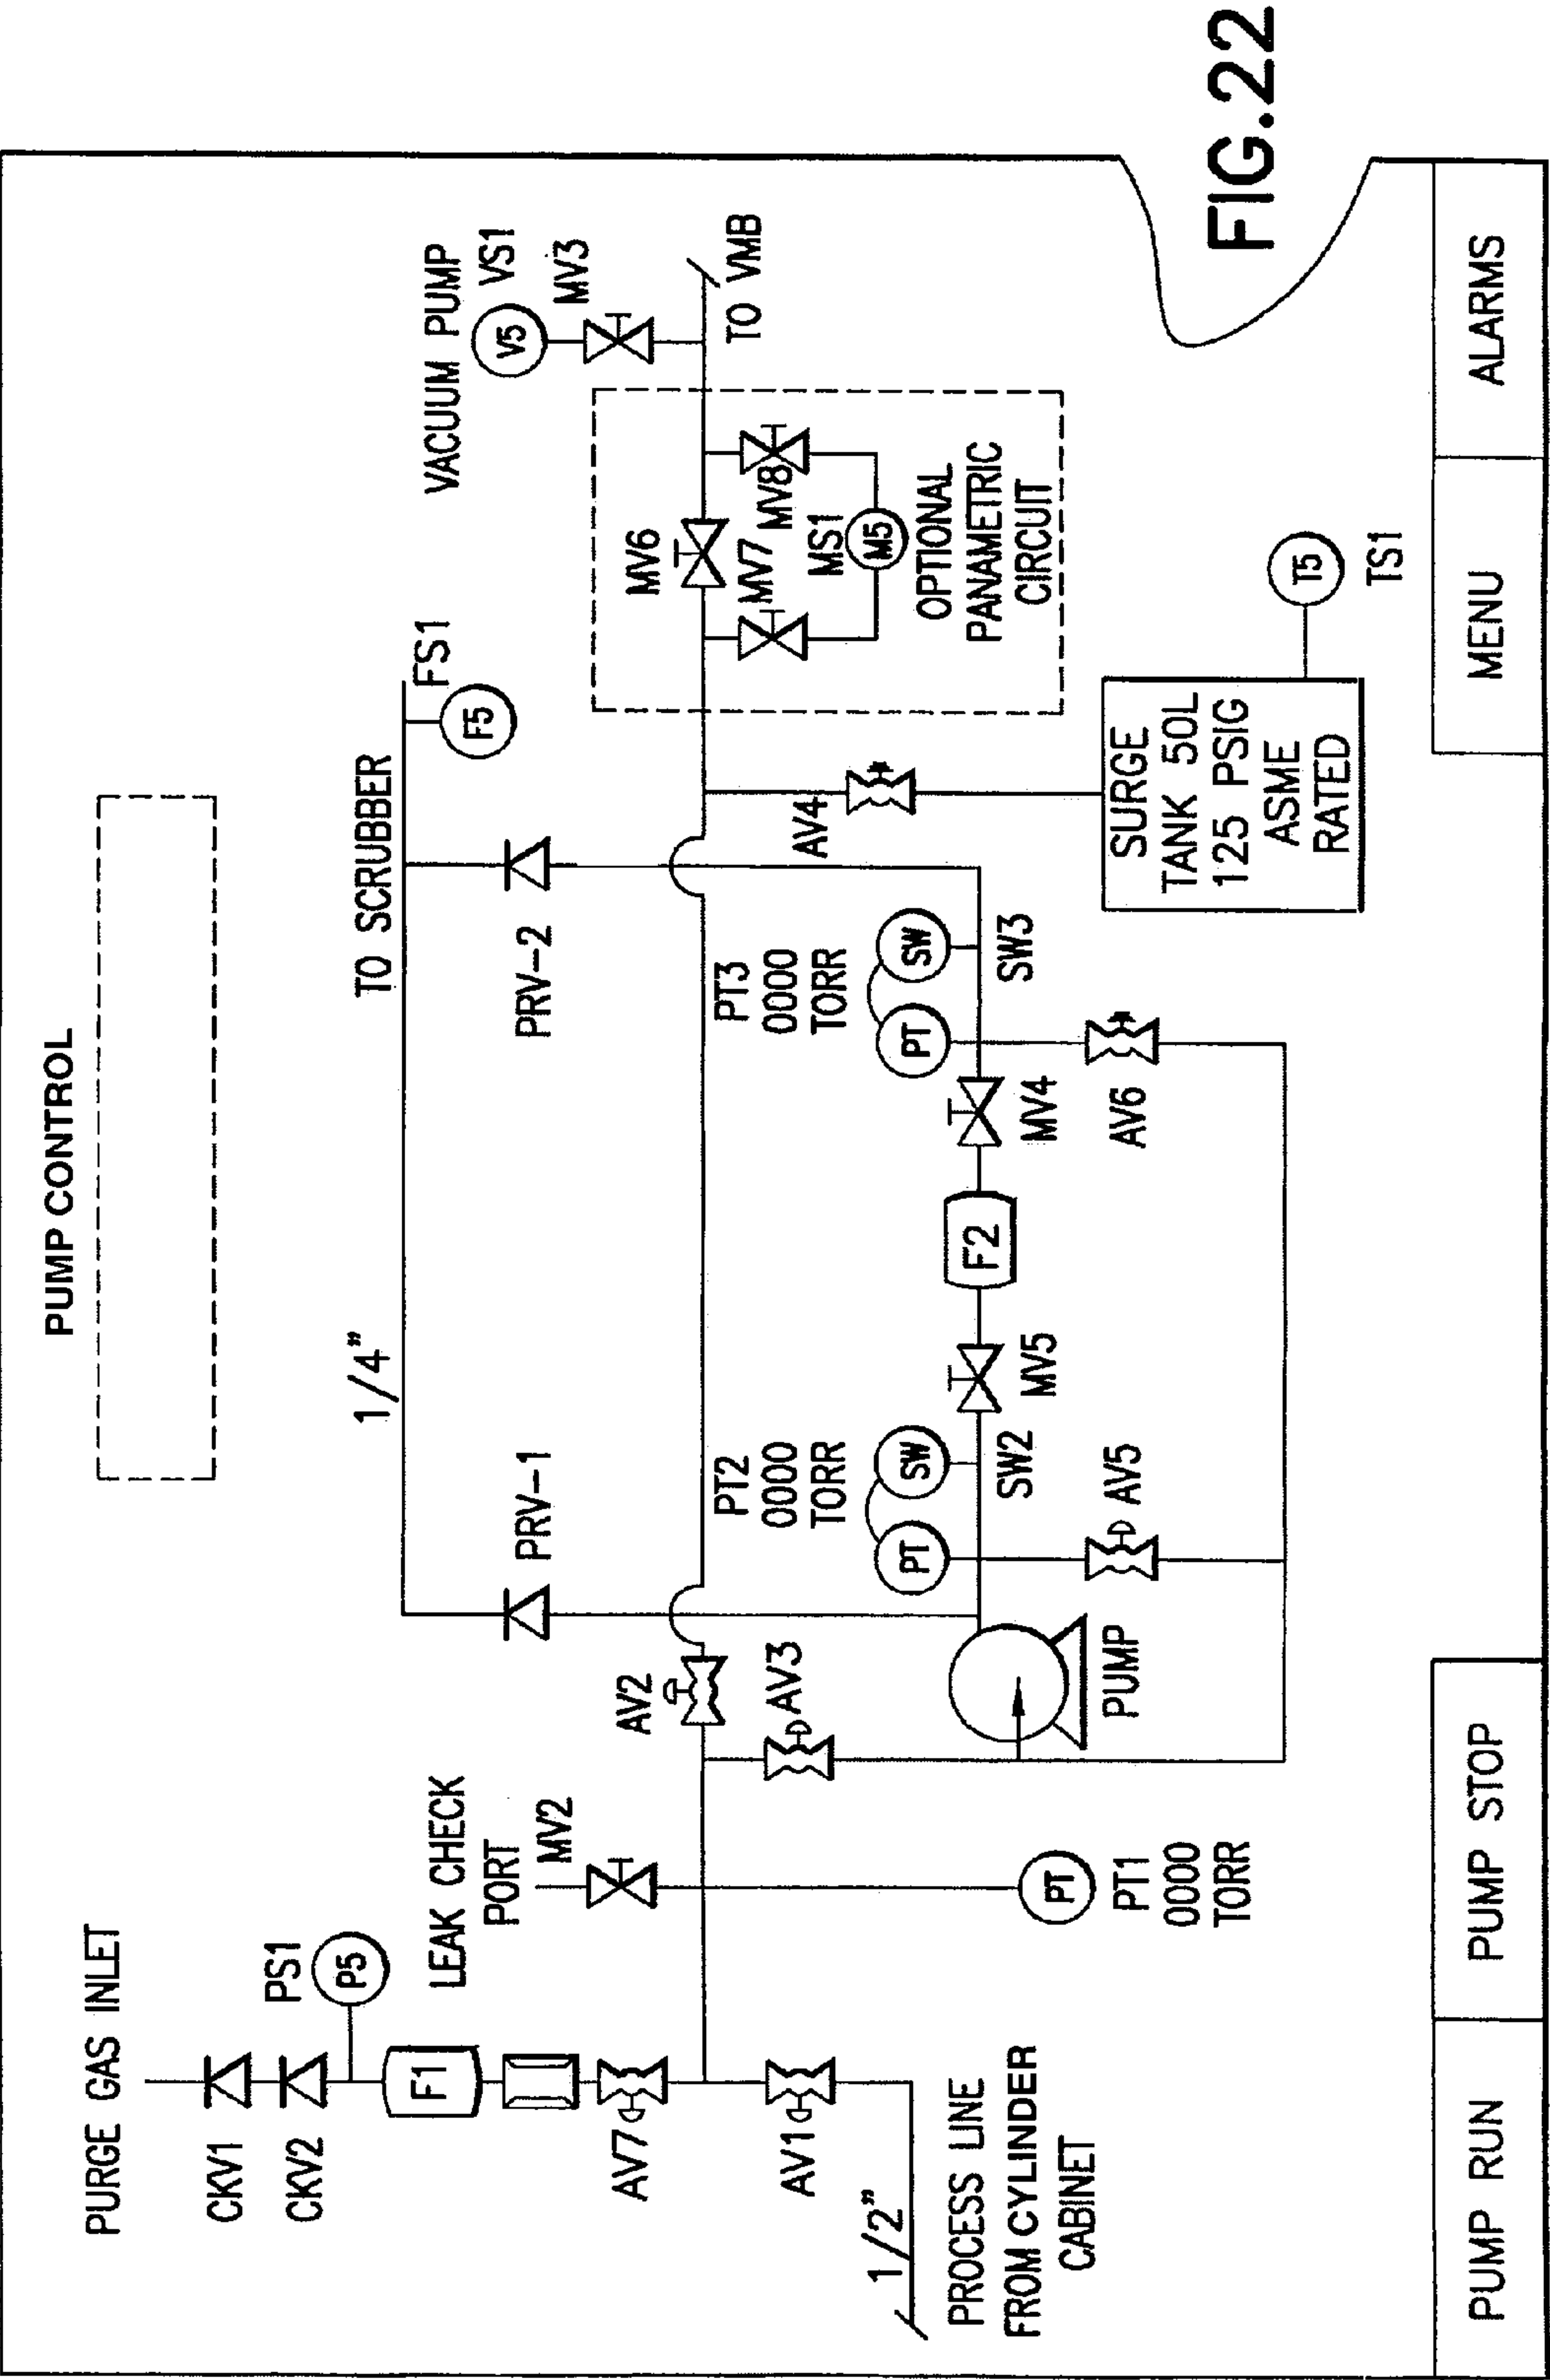 PUMP CONTROL
PURGE GAS INLET
CKV1
CKV2
PS1
P5
F1
AV7
LEAK CHECK
PORT
MV2
1/4"
TO SCRUBBER
FS1
F5
VACUUM PUMP
VS1
V5
MV3
TO VMB
PRV-1
PRV-2
AV2
AV3
AV1
1/2"
PROCESS LINE
FROM CYLINDER
CABINET
PT
PT1
0000
TORR
PUMP
PT2
0000
TORR
PT
SW
SW2
AV5
MV5
F2
MV4
PT3
0000
TORR
PT
SW
SW3
AV6
AV4
MV6
MV7
MV8
MS1
M5
OPTIONAL
PANAMETRIC
CIRCUIT
SURGE
TANK 50L
125 PSIG
ASME
RATED
T5
TS1
PUMP RUN
PUMP STOP
MENU
ALARMS
FIG.22